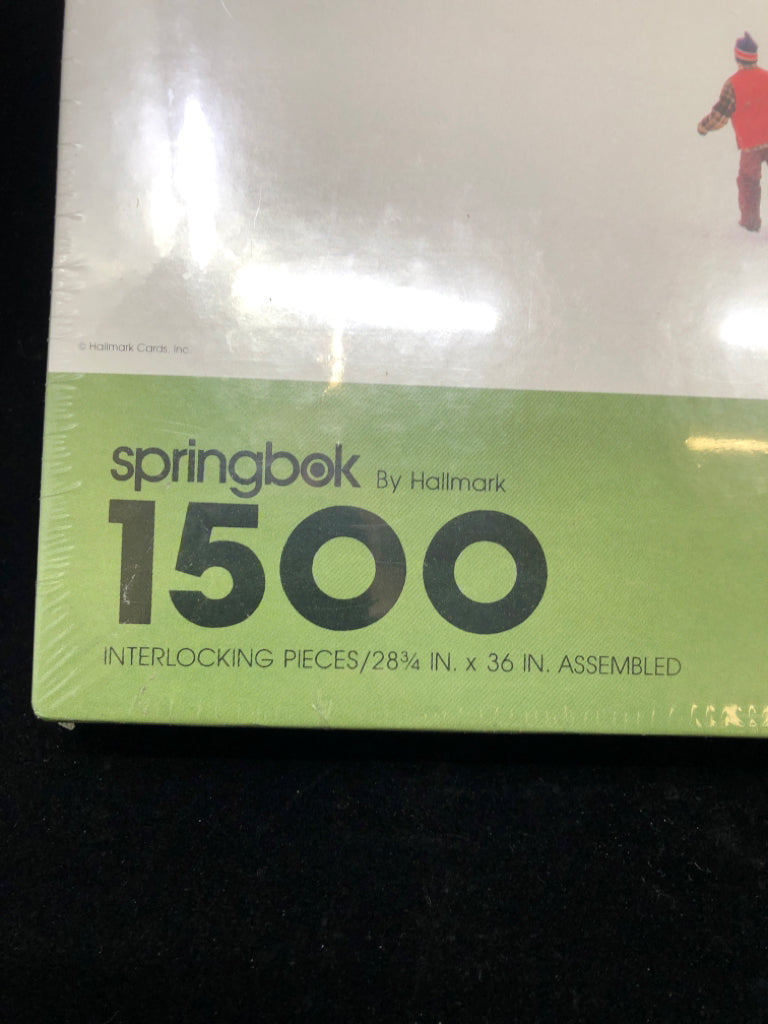 © Hallmark Cards, Inc.
springbok By Hallmark
1500
INTERLOCKING PIECES/28¾ IN. x 36 IN. ASSEMBLED